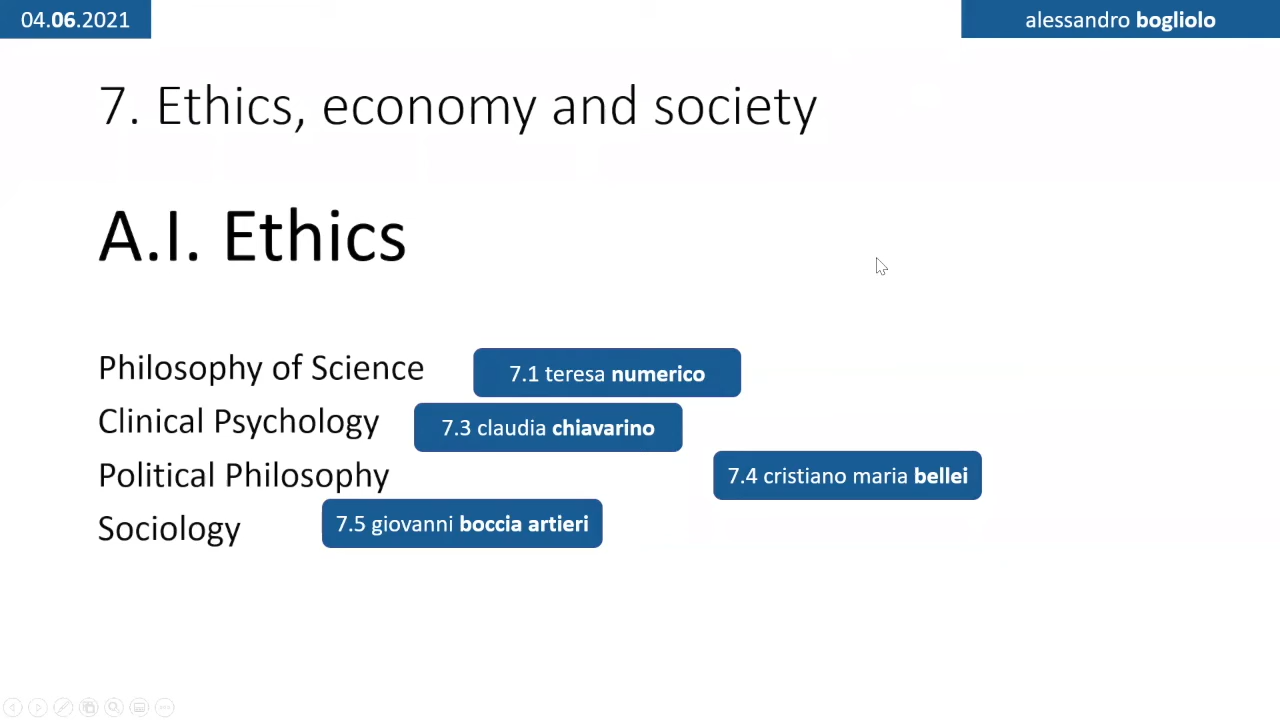 04.06.2021
alessandro bogliolo
7. Ethics, economy and society
A.I. Ethics
Philosophy of Science
7.1 teresa numerico
Clinical Psychology
7.3 claudia chiavarino
Political Philosophy
7.4 cristiano maria bellei
Sociology
7.5 giovanni boccia artieri